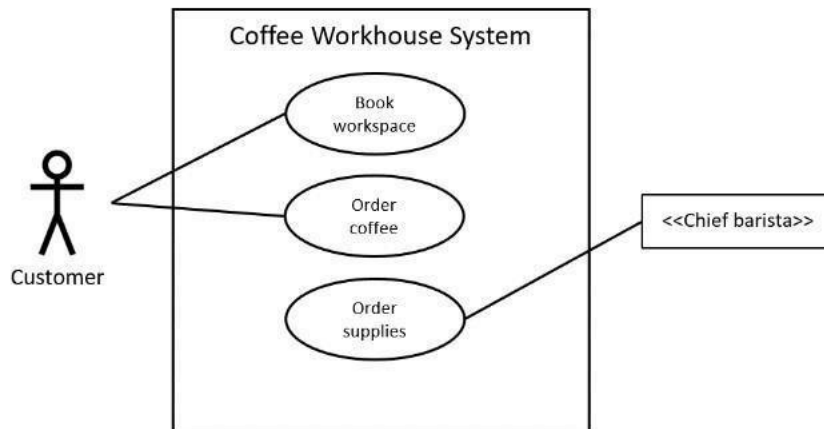 Coffee Workhouse System
Book
workspace
Order
coffee
<<Chief barista>>
Customer
Order
supplies